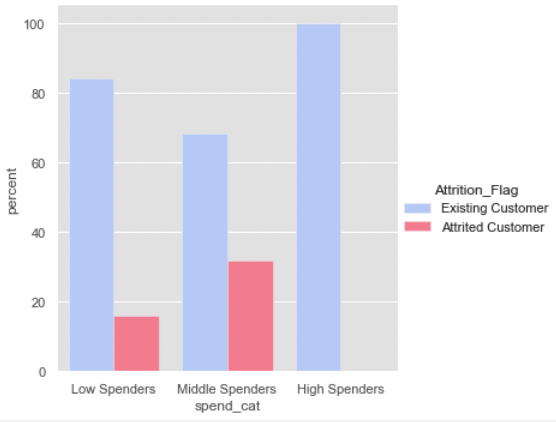 100
80
60
40
20
0
percent
Low Spenders Middle Spenders High Spenders
spend_cat
Attrition_Flag
Existing Customer
Attrited Customer